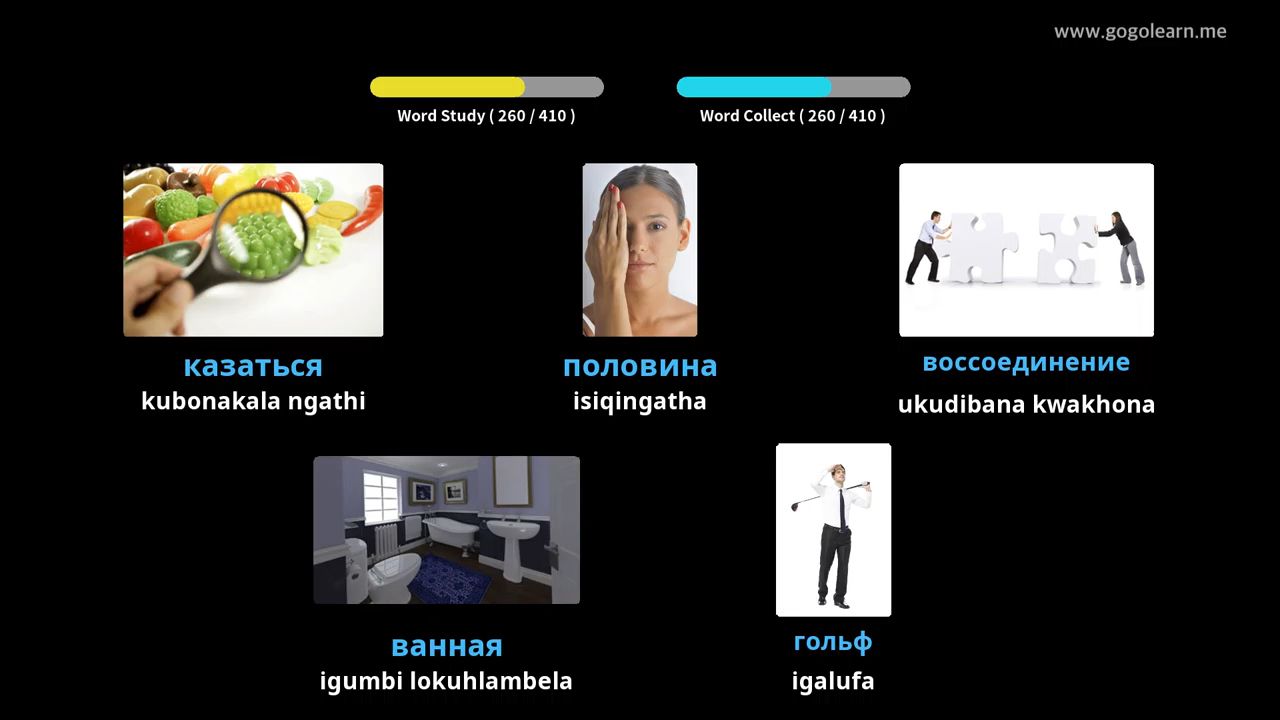 www.gogolearn.me
Word Study ( 260 / 410 )
Word Collect ( 260 / 410 )
казаться
kubonakala ngathi
половина
isiqingatha
воссоединение
ukudibana kwakhona
ванная
igumbi lokuhlambela
гольф
igalufa